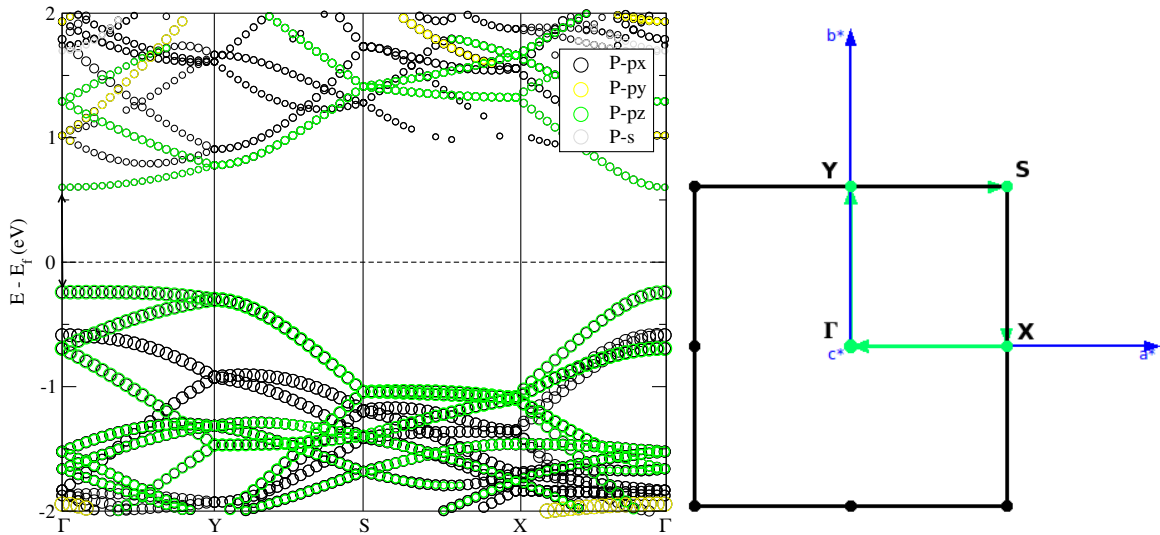 2
1
0
-1
-2
E - E_f (eV)
Γ
Y
S
X
Γ
P-px
P-py
P-pz
P-s
b*
Y
S
Γ
X
c*
a*